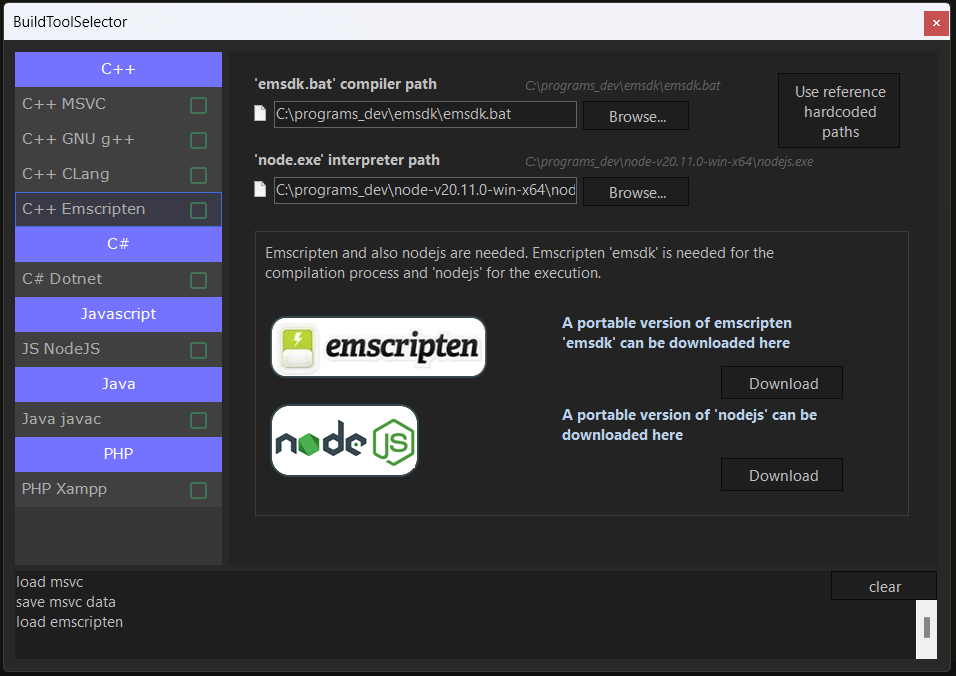 BuildToolSelector
C++
C++ MSVC
C++ GNU g++
C++ CLang
C++ Emscripten
C#
C# Dotnet
Javascript
JS NodeJS
Java
Java javac
PHP
PHP Xampp
'emsdk.bat' compiler path
C:\programs_dev\emsdk\emsdk.bat
C:\programs_dev\emsdk\emsdk.bat
Browse...
Use reference
hardcoded
paths
'node.exe' interpreter path
C:\programs_dev\node-v20.11.0-win-x64\nodejs.exe
C:\programs_dev\node-v20.11.0-win-x64\nod
Browse...
Emscripten and also nodejs are needed. Emscripten 'emsdk' is needed for the
compilation process and 'nodejs' for the execution.
emscripten
A portable version of emscripten
'emsdk' can be downloaded here
Download
node JS
A portable version of 'nodejs' can be
downloaded here
Download
load msvc
save msvc data
load emscripten
clear